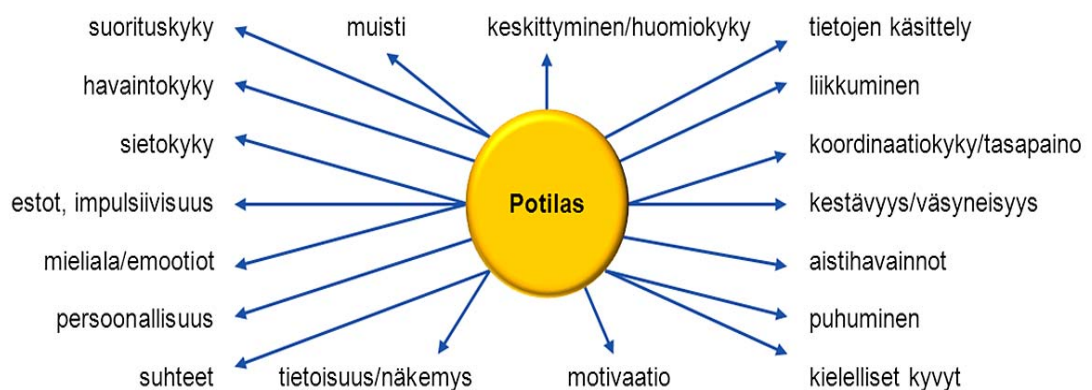 suorituskyky
muisti
keskittyminen/huomiokyky
tietojen käsittely
havaintokyky
liikkuminen
sietokyky
koordinaatiokyky/tasapaino
estot, impulsiivisuus
Potilas
kestävyys/väsyneisyys
mieliala/emootiot
aistihavainnot
persoonallisuus
puhuminen
suhteet
tietoisuus/näkemys
motivaatio
kielelliset kyvyt